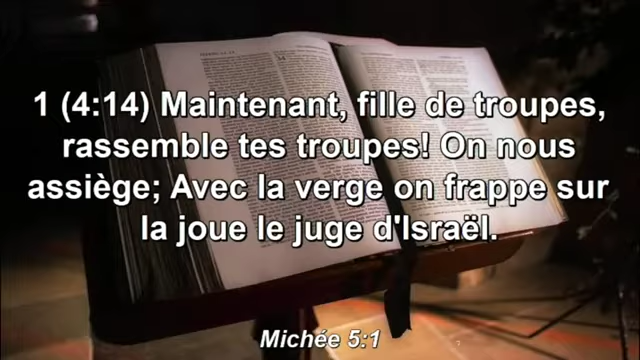 1 (4:14) Maintenant, fille de troupes,
rassemble tes troupes! On nous
assiège; Avec la verge on frappe sur
la joue le juge d'Israël.
Michée 5:1